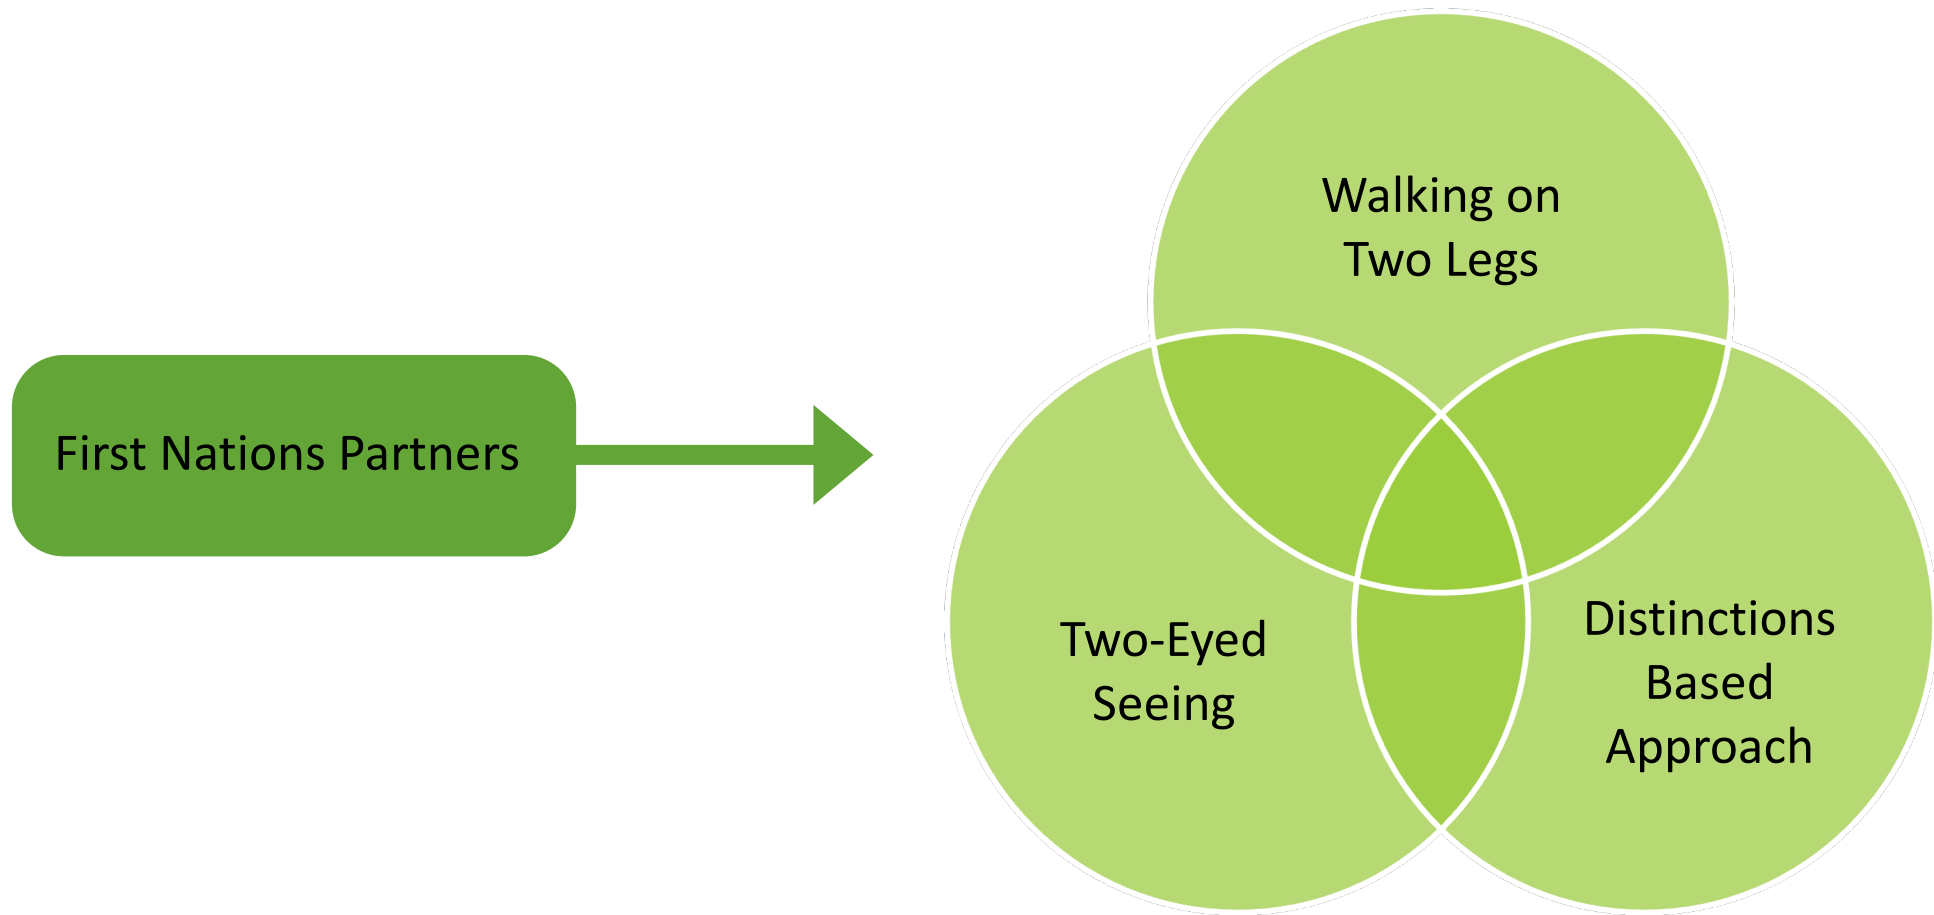 First Nations Partners
Walking on
Two Legs
Two-Eyed
Seeing
Distinctions
Based
Approach